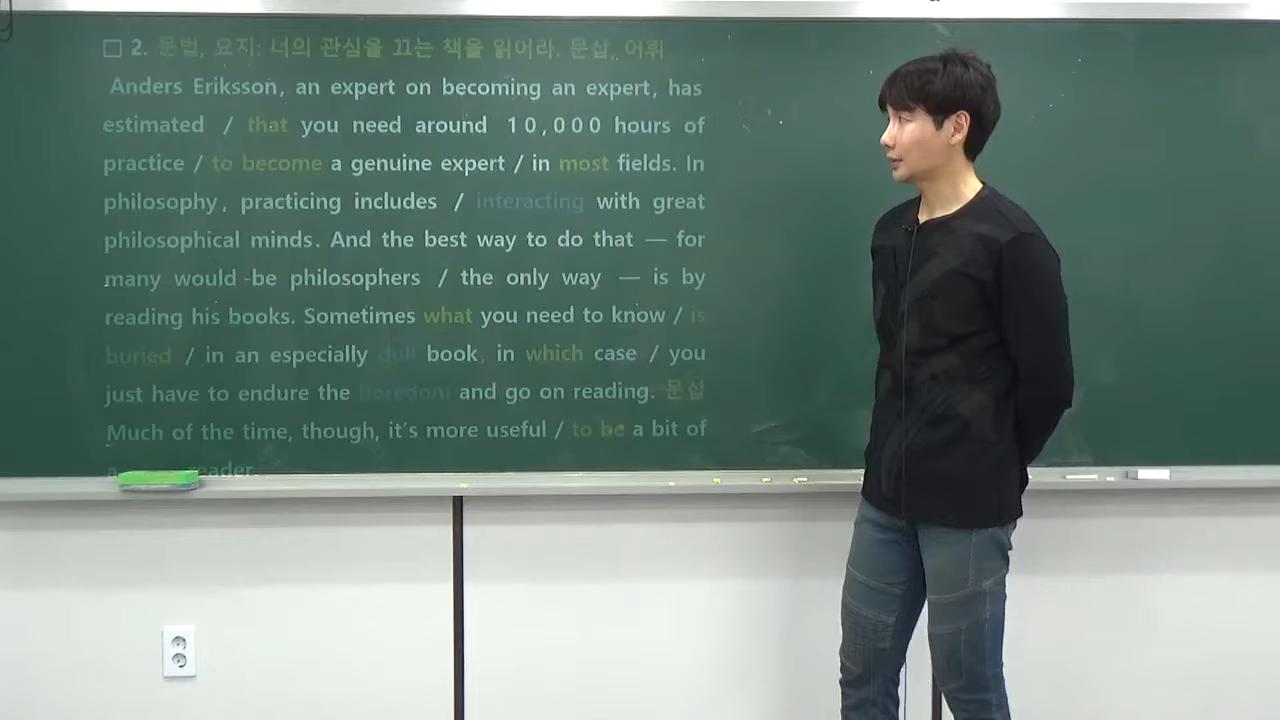 □ 2. 문법, 요지: 너의 관심을 끄는 책을 읽어라. 문삽, 어휘
Anders Eriksson, an expert on becoming an expert, has
estimated / that you need around 10,000 hours of
practice / to become a genuine expert / in most fields. In
philosophy, practicing includes / interacting with great
philosophical minds. And the best way to do that — for
many would-be philosophers / the only way — is by
reading his books. Sometimes what you need to know / is
buried / in an especially dull book, in which case / you
just have to endure the boredom and go on reading. 문삽
Much of the time, though, it's more useful / to be a bit of
a reader.